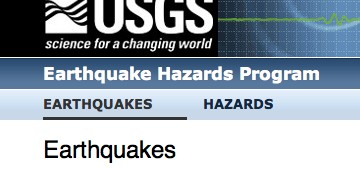 USGS
science for a changing world
Earthquake Hazards Program
EARTHQUAKES HAZARDS
Earthquakes